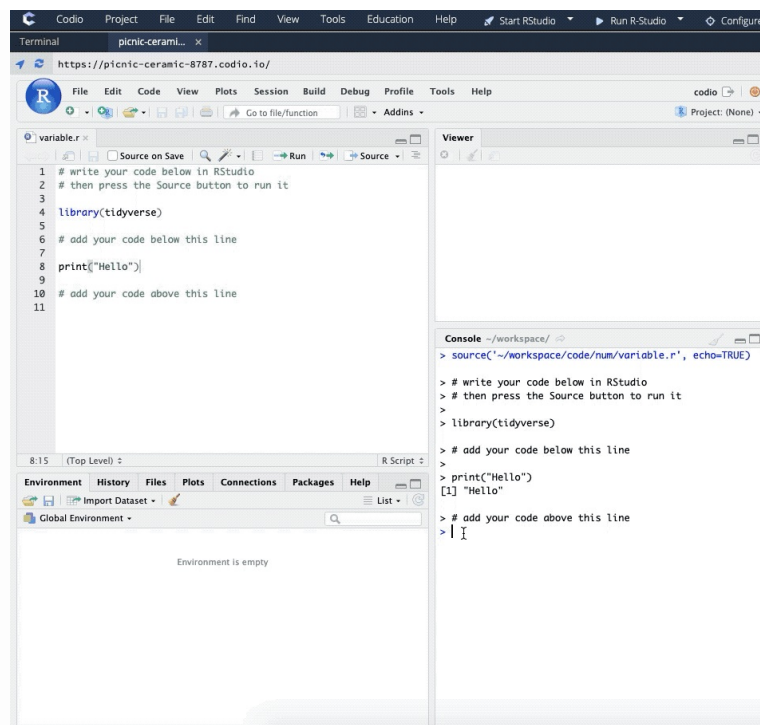 Codio Project File Edit Find View Tools Education Help Start RStudio Run R-Studio Configure
Terminal picnic-cerami... ×
https://picnic-ceramic-8787.codio.io/
R File Edit Code View Plots Session Build Debug Profile Tools Help codio
Go to file/function Addins Project: (None)
variable.r ×
Source on Save Run Source
1 # write your code below in RStudio
2 # then press the Source button to run it
3
4 library(tidyverse)
5
6 # add your code below this line
7
8 print("Hello")
9
10 # add your code above this line
11
8:15 (Top Level) R Script
Environment History Files Plots Connections Packages Help
Import Dataset List
Global Environment
Environment is empty
Viewer
Console ~/workspace/
> source('~/workspace/code/num/variable.r', echo=TRUE)
> # write your code below in RStudio
> # then press the Source button to run it
>
> library(tidyverse)
> # add your code below this line
>
> print("Hello")
[1] "Hello"
> # add your code above this line
>